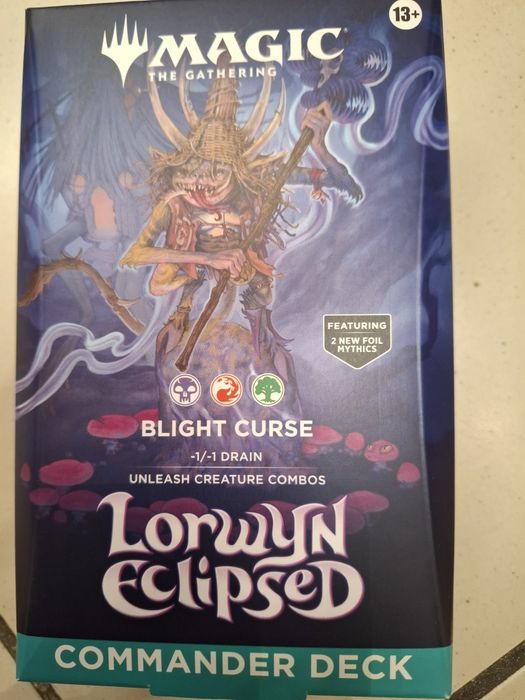 13+
MAGIC
THE GATHERING
FEATURING
2 NEW FOIL
MYTHICS
BLIGHT CURSE
-1/-1 DRAIN
UNLEASH CREATURE COMBOS
LORWYN
ECLIPSED
COMMANDER DECK